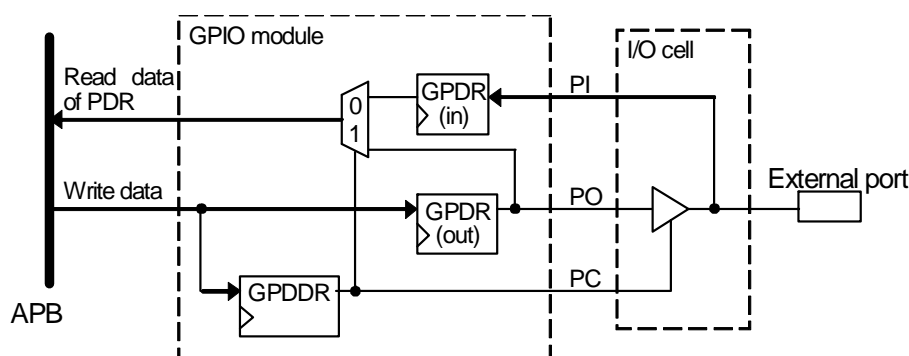 GPIO module
I/O cell
Read data
of PDR
0
1
GPDR
(in)
PI
Write data
GPDR
(out)
PO
External port
GPDDR
PC
APB